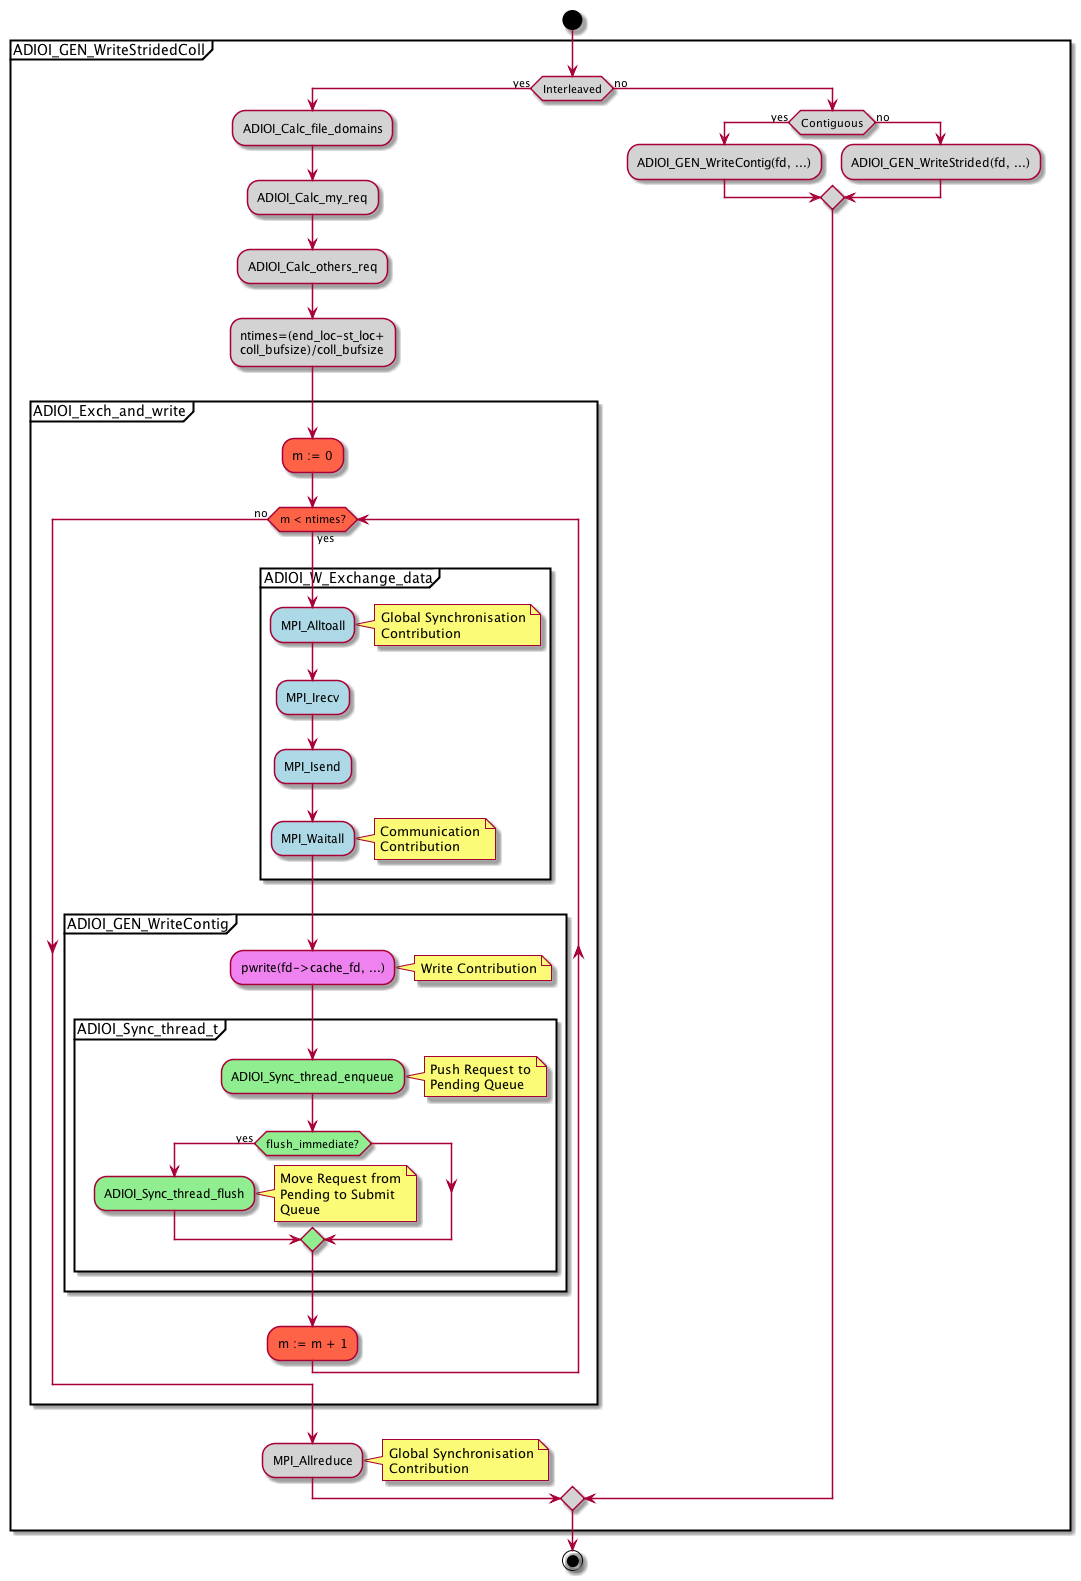 ADIOI_GEN_WriteStridedColl
yes
Interleaved
no
ADIOI_Calc_file_domains
yes
Contiguous
no
ADIOI_GEN_WriteContig(fd, ...)
ADIOI_GEN_WriteStrided(fd, ...)
ADIOI_Calc_my_req
ADIOI_Calc_others_req
ntimes=(end_loc-st_loc+
coll_bufsize)/coll_bufsize
ADIOI_Exch_and_write
m := 0
no
m < ntimes?
yes
ADIOI_W_Exchange_data
MPI_Alltoall
Global Synchronisation
Contribution
MPI_Irecv
MPI_Isend
MPI_Waitall
Communication
Contribution
ADIOI_GEN_WriteContig
pwrite(fd->cache_fd, ...)
Write Contribution
ADIOI_Sync_thread_t
ADIOI_Sync_thread_enqueue
Push Request to
Pending Queue
yes
flush_immediate?
ADIOI_Sync_thread_flush
Move Request from
Pending to Submit
Queue
m := m + 1
MPI_Allreduce
Global Synchronisation
Contribution